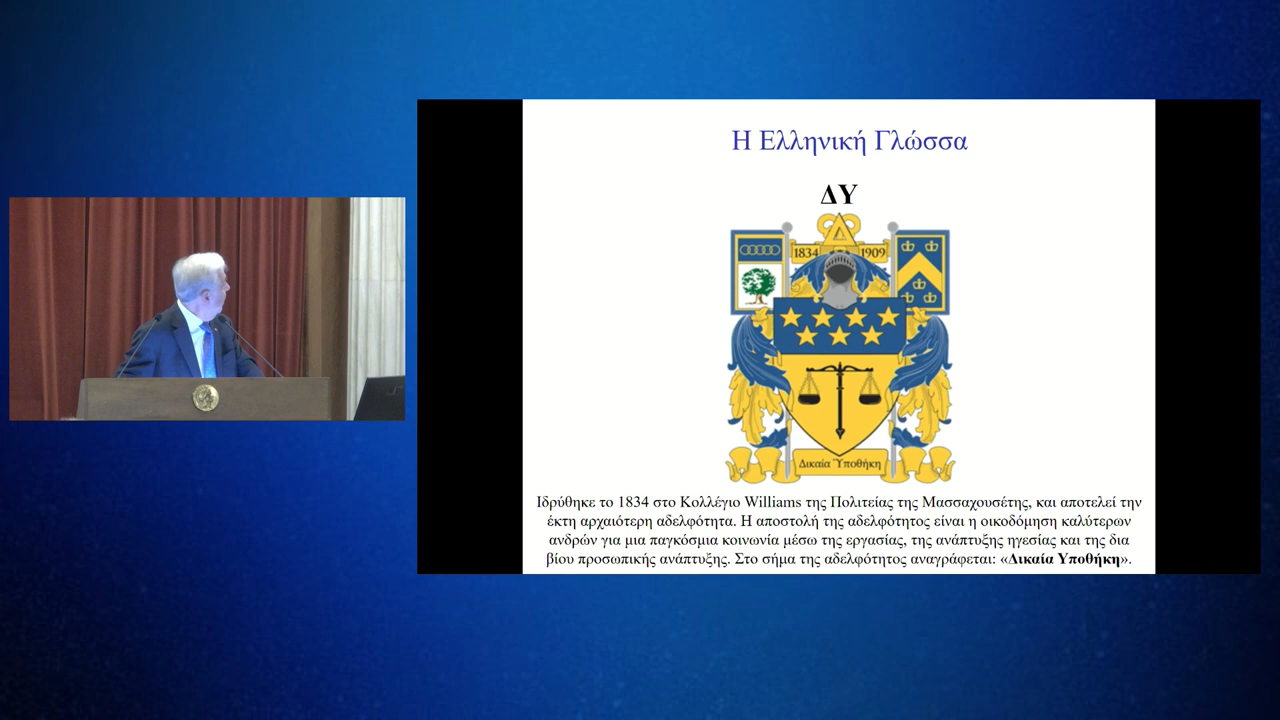 Η Ελληνική Γλώσσα
ΔΥ
Δ
1834 1909
Δικαία Ὑποθήκη
Ιδρύθηκε το 1834 στο Κολλέγιο Williams της Πολιτείας της Μασσαχουσέτης, και αποτελεί την
έκτη αρχαιότερη αδελφότητα. Η αποστολή της αδελφότητος είναι η οικοδόμηση καλύτερων
ανδρών για μια παγκόσμια κοινωνία μέσω της εργασίας, της ανάπτυξης ηγεσίας και της δια
βίου προσωπικής ανάπτυξης. Στο σήμα της αδελφότητος αναγράφεται: «Δικαία Υποθήκη».